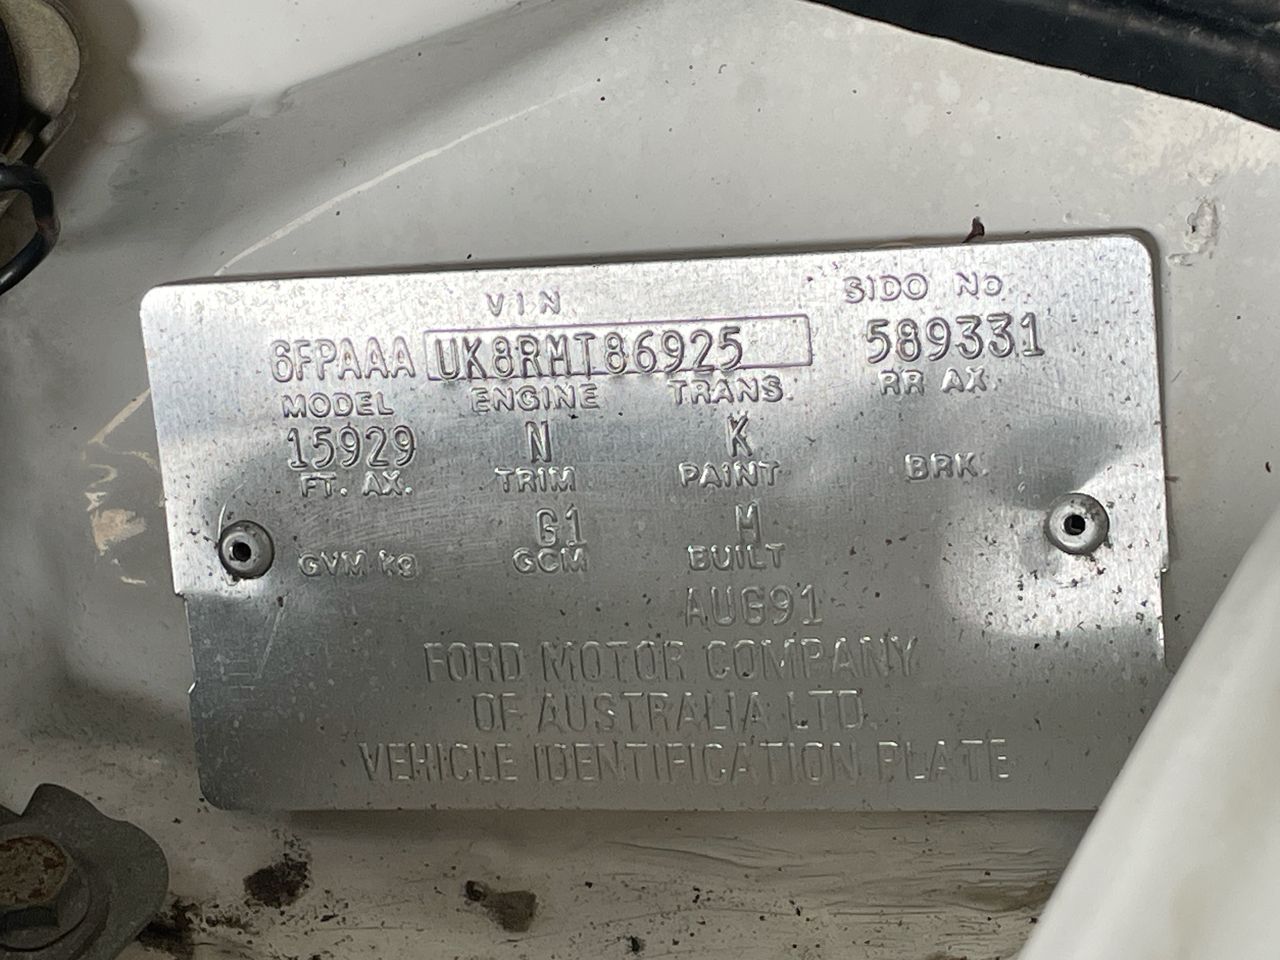 VIN SIDO NO
6FPAAA UK8RMT86925 589331
MODEL ENGINE TRANS. RR AX.
15929 N K
FT. AX. TRIM PAINT BRK.
G1 M
GVM Kg GCM BUILT
AUG91
FORD MOTOR COMPANY
OF AUSTRALIA LTD.
VEHICLE IDENTIFICATION PLATE